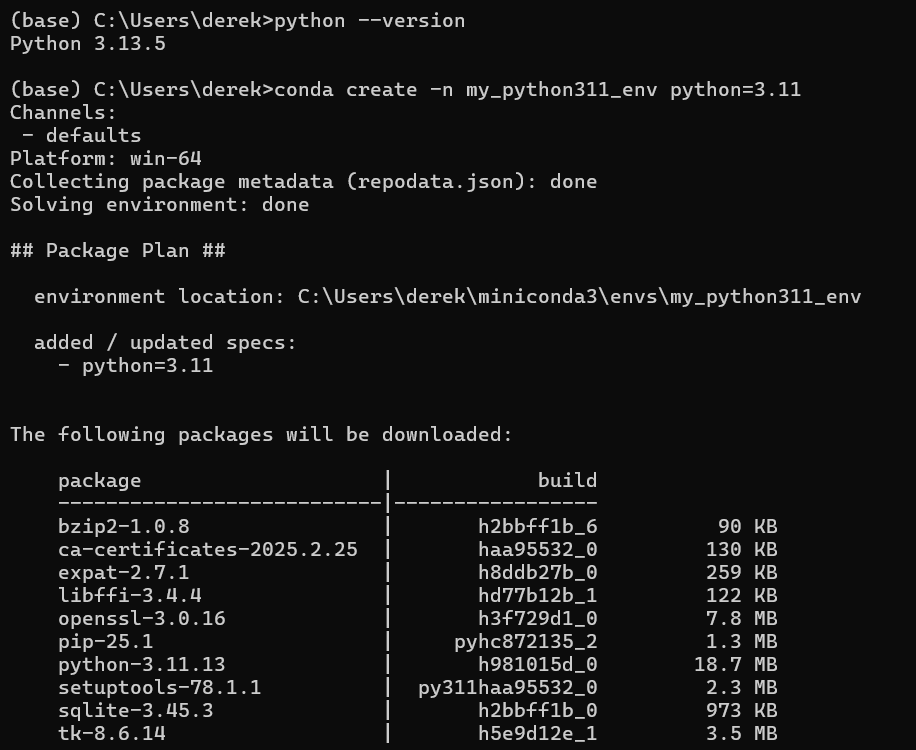 (base) C:\Users\derek>python --version
Python 3.13.5
(base) C:\Users\derek>conda create -n my_python311_env python=3.11
Channels:
 - defaults
Platform: win-64
Collecting package metadata (repodata.json): done
Solving environment: done
## Package Plan ##
  environment location: C:\Users\derek\miniconda3\envs\my_python311_env
  added / updated specs:
    - python=3.11
The following packages will be downloaded:
    package                    |            build
    ---------------------------|-----------------
    bzip2-1.0.8                |       h2bbff1b_6          90 KB
    ca-certificates-2025.2.25  |       haa95532_0         130 KB
    expat-2.7.1                |       h8ddb27b_0         259 KB
    libffi-3.4.4               |       hd77b12b_1         122 KB
    openssl-3.0.16             |       h3f729d1_0         7.8 MB
    pip-25.1                   |     pyhc872135_2         1.3 MB
    python-3.11.13             |       h981015d_0        18.7 MB
    setuptools-78.1.1          |  py311haa95532_0         2.3 MB
    sqlite-3.45.3              |       h2bbff1b_0         973 KB
    tk-8.6.14                  |       h5e9d12e_1         3.5 MB